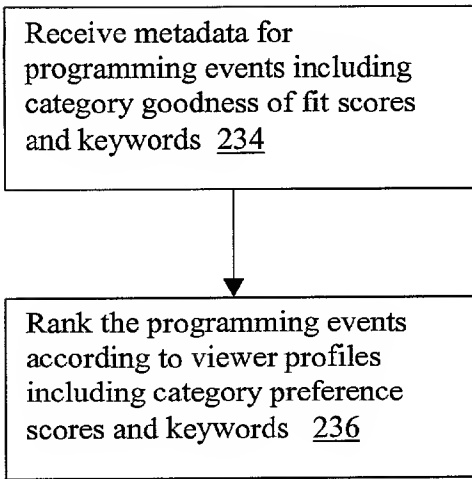 Receive metadata for
programming events including
category goodness of fit scores
and keywords 234
Rank the programming events
according to viewer profiles
including category preference
scores and keywords 236